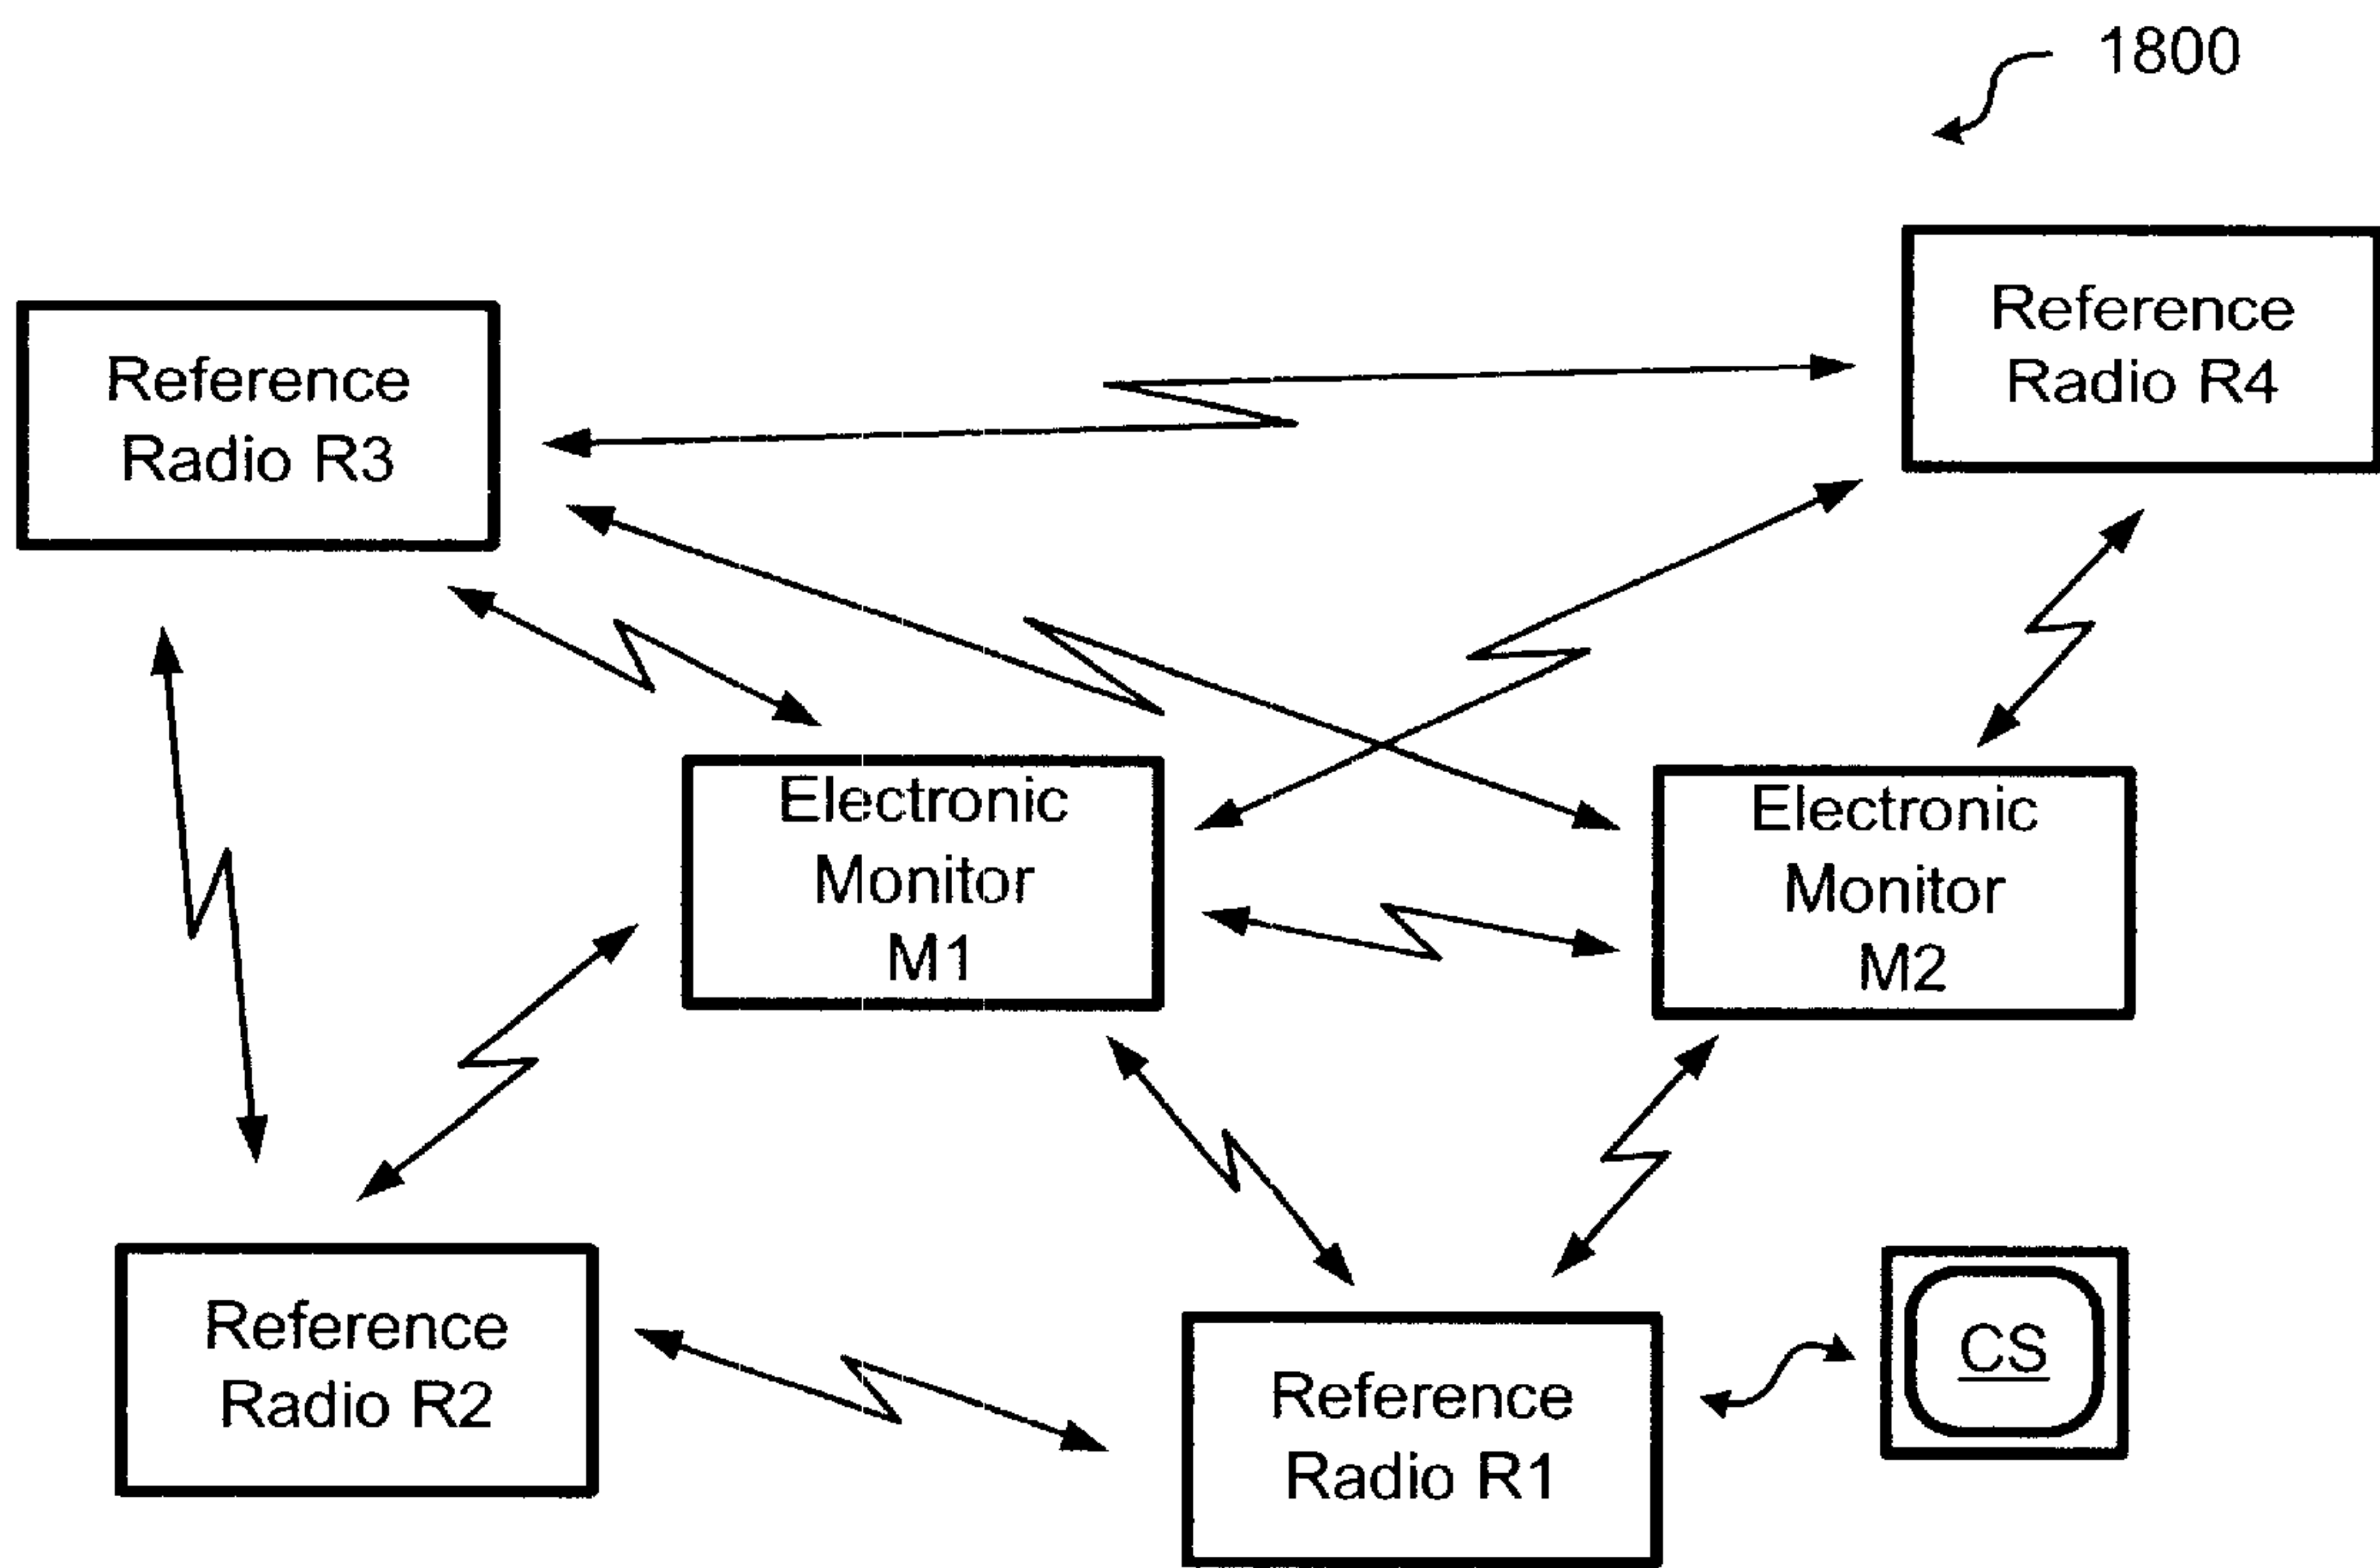 1800
Reference
Radio R4
Reference
Radio R3
Electronic
Monitor
M1
Electronic
Monitor
M2
Reference
Radio R2
Reference
Radio R1
CS